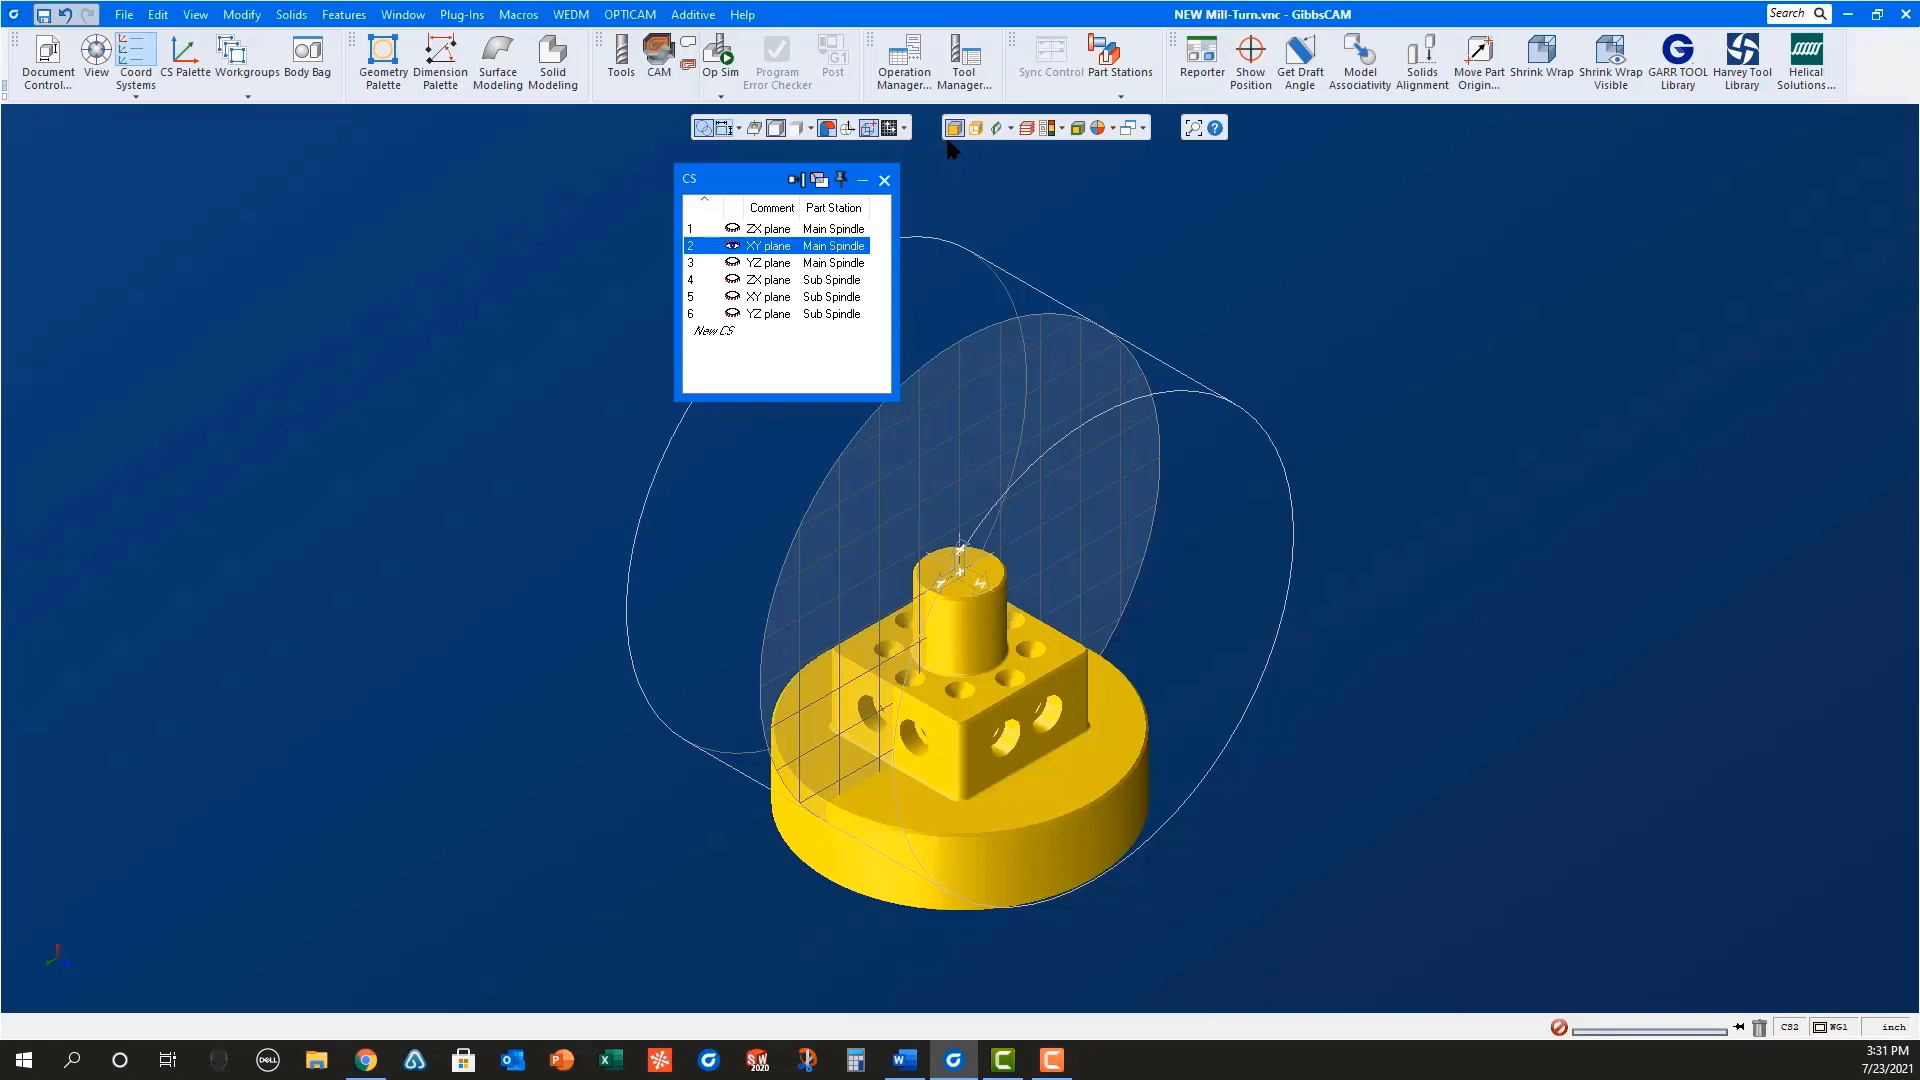 NEW Mill-Turn.vnc - GibbsCAM
Search
File Edit View Modify Solids Features Window Plug-Ins Macros WEDM OPTICAM Additive Help
Document Control...
View
Coord Systems
CS Palette
Workgroups
Body Bag
Geometry Palette
Dimension Palette
Surface Modeling
Solid Modeling
Tools
CAM
Op Sim
Program Error Checker
G1
Post
Operation Manager...
Tool Manager...
Sync Control
Part Stations
Reporter
Show Position
Get Draft Angle
Model Associativity
Solids Alignment
Move Part Origin...
Shrink Wrap
Shrink Wrap Visible
GARR TOOL Library
Harvey Tool Library
Helical Solutions...
CS
Comment Part Station
1 ZX plane Main Spindle
2 XY plane Main Spindle
3 YZ plane Main Spindle
4 ZX plane Sub Spindle
5 XY plane Sub Spindle
6 YZ plane Sub Spindle
New CS
CS2 WG1 inch
DELL
SW 2020
3:31 PM
7/23/2021